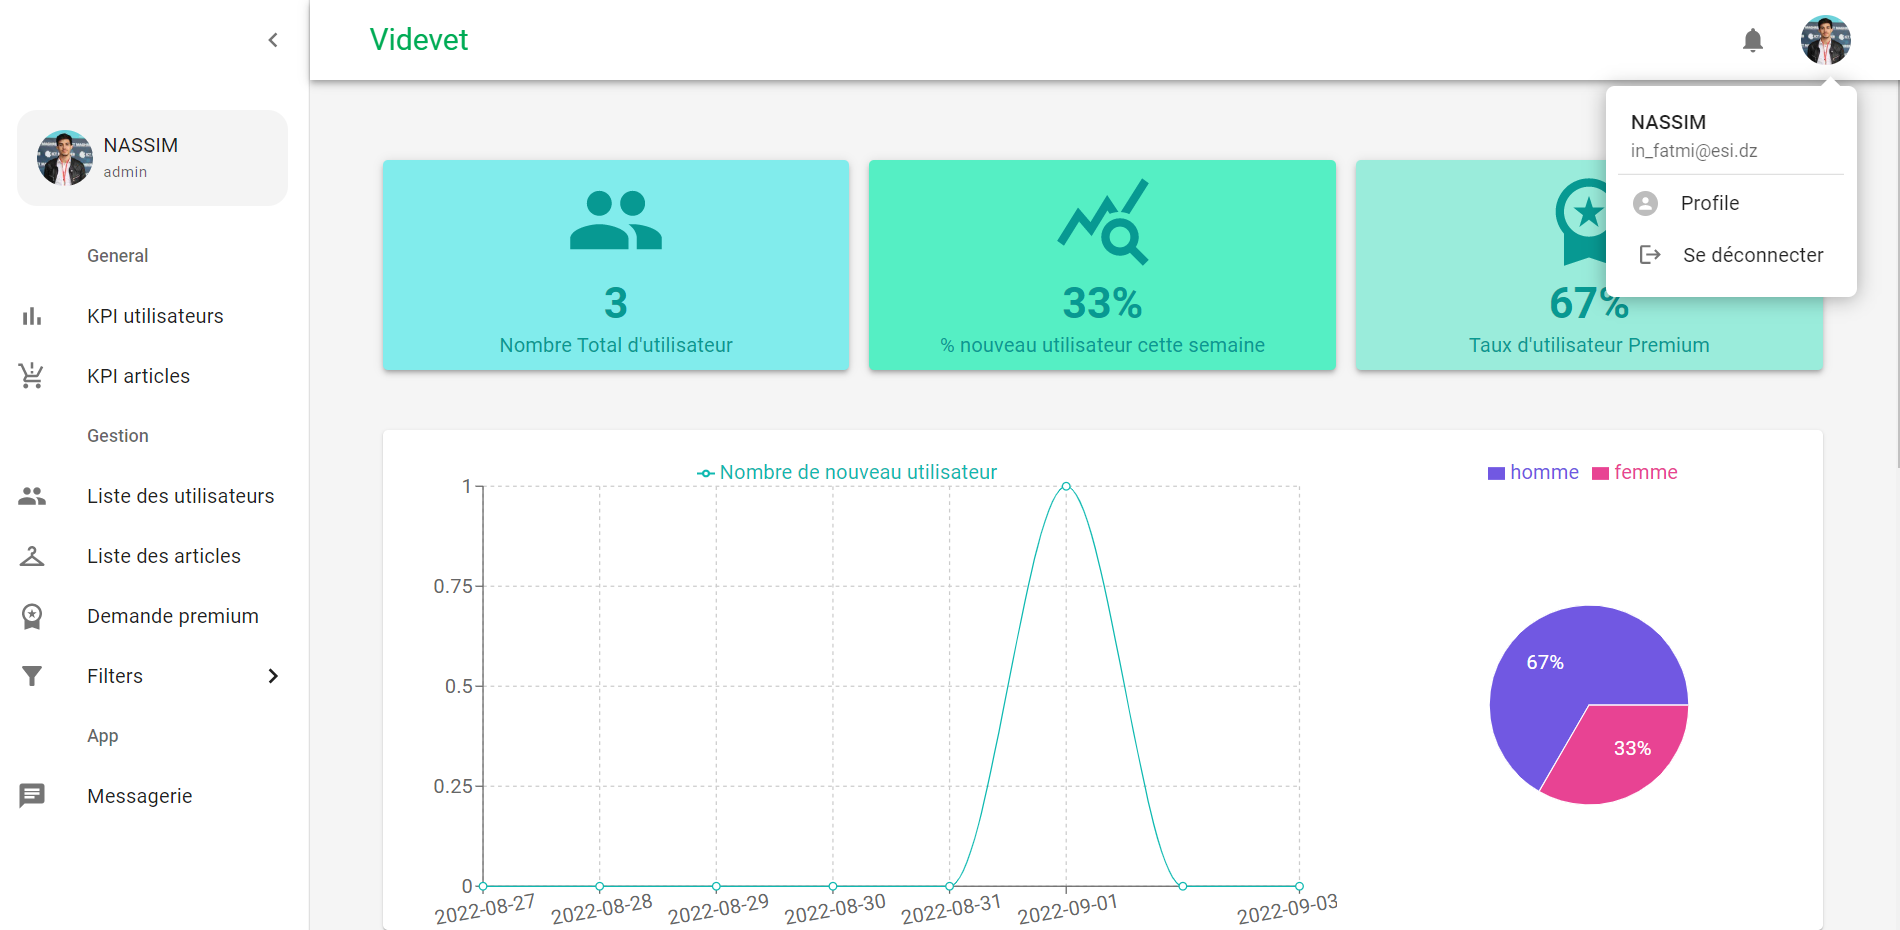 Videvet
NASSIM
admin
General
KPI utilisateurs
KPI articles
Gestion
Liste des utilisateurs
Liste des articles
Demande premium
Filters
App
Messagerie
NASSIM
in_fatmi@esi.dz
Profile
Se déconnecter
3
Nombre Total d'utilisateur
33%
% nouveau utilisateur cette semaine
67%
Taux d'utilisateur Premium
Nombre de nouveau utilisateur
1
0.75
0.5
0.25
0
2022-08-27
2022-08-28
2022-08-29
2022-08-30
2022-08-31
2022-09-01
2022-09-03
homme
femme
67%
33%